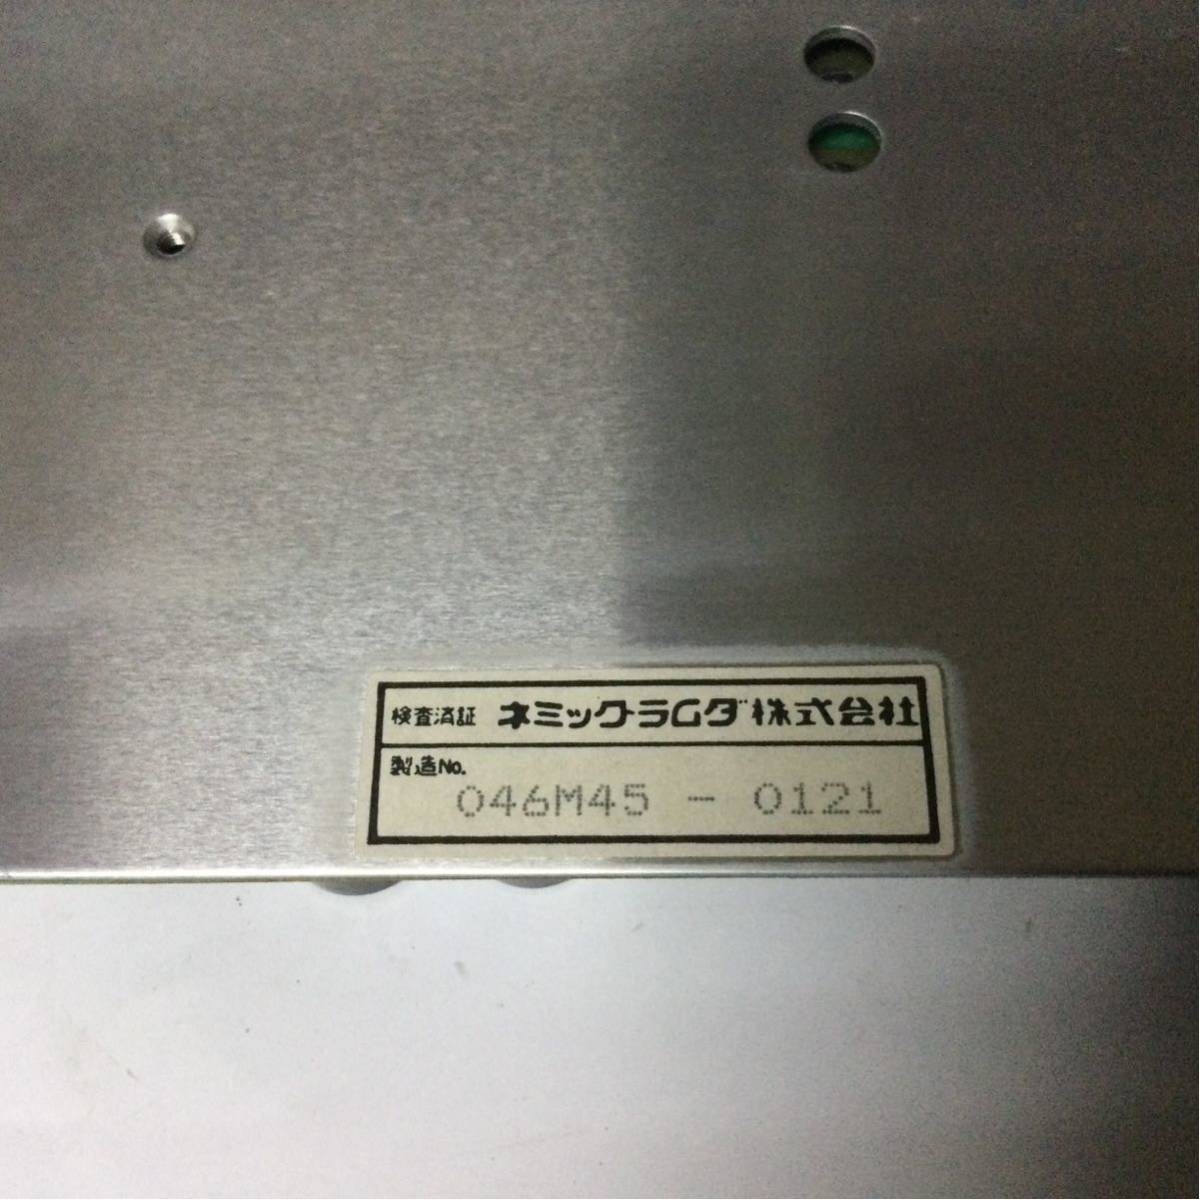 検査済証 ネミック・ラムダ株式会社
製造No.
046M45 - 0121